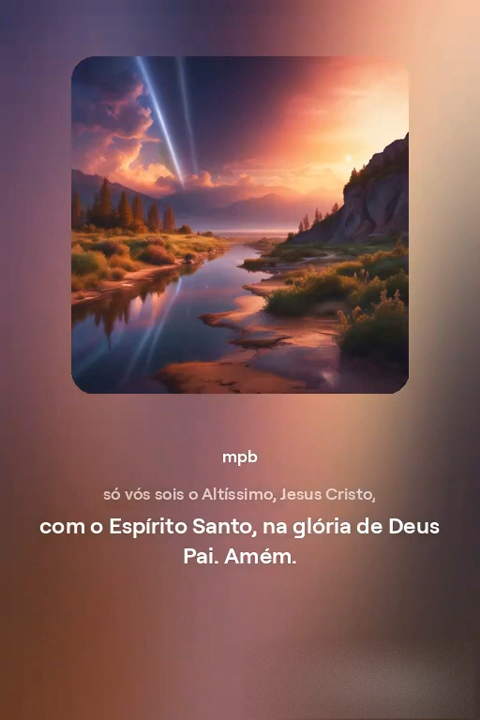 mpb
só vós sois o Altíssimo, Jesus Cristo,
com o Espírito Santo, na glória de Deus
Pai. Amém.